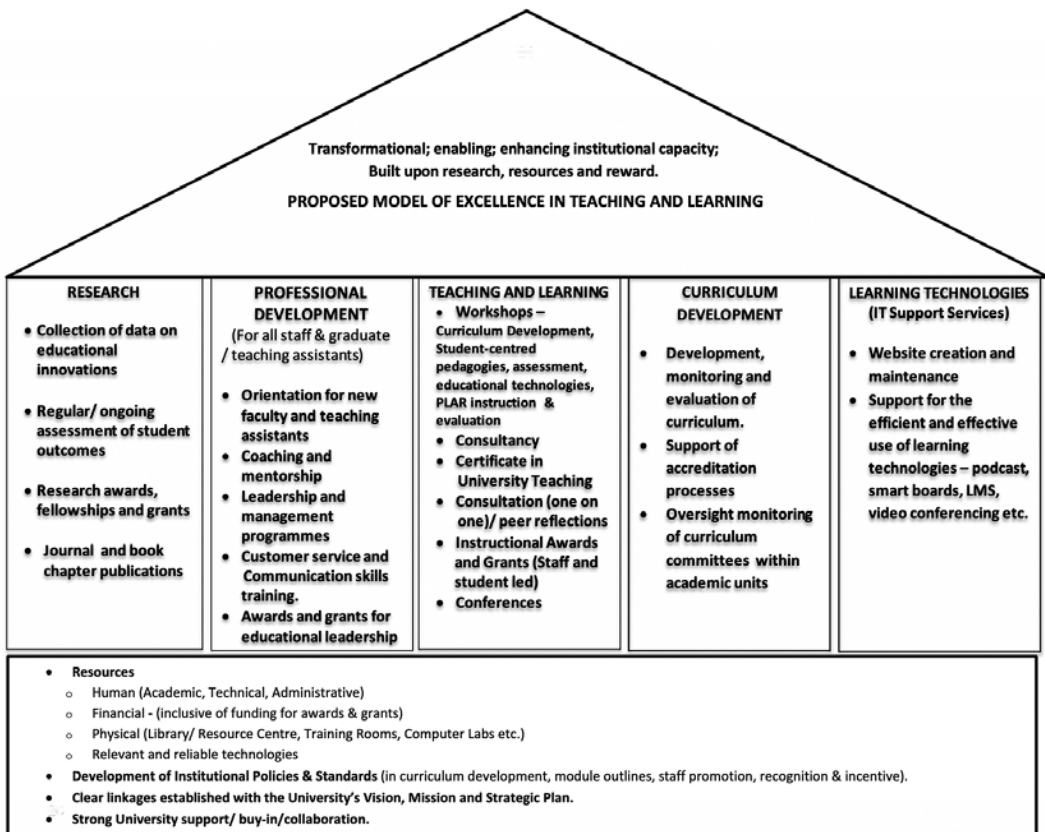 Transformational; enabling; enhancing institutional capacity;
Built upon research, resources and reward.
PROPOSED MODEL OF EXCELLENCE IN TEACHING AND LEARNING
RESEARCH
• Collection of data on
educational
innovations
• Regular/ ongoing
assessment of student
outcomes
• Research awards,
fellowships and grants
• Journal and book
chapter publications
PROFESSIONAL
DEVELOPMENT
(For all staff & graduate
/ teaching assistants)
• Orientation for new
faculty and teaching
assistants
• Coaching and
mentorship
• Leadership and
management
programmes
• Customer service and
Communication skills
training.
• Awards and grants for
educational leadership
TEACHING AND LEARNING
• Workshops –
Curriculum Development,
Student-centred
pedagogies, assessment,
educational technologies,
PLAR instruction &
evaluation
• Consultancy
• Certificate in
University Teaching
• Consultation (one on
one)/ peer reflections
• Instructional Awards
and Grants (Staff and
student led)
• Conferences
CURRICULUM
DEVELOPMENT
• Development,
monitoring and
evaluation of
curriculum.
• Support of
accreditation
processes
• Oversight monitoring
of curriculum
committees within
academic units
LEARNING TECHNOLOGIES
(IT Support Services)
• Website creation and
maintenance
• Support for the
efficient and effective
use of learning
technologies – podcast,
smart boards, LMS,
video conferencing etc.
• Resources
o Human (Academic, Technical, Administrative)
o Financial - (inclusive of funding for awards & grants)
o Physical (Library/ Resource Centre, Training Rooms, Computer Labs etc.)
o Relevant and reliable technologies
• Development of Institutional Policies & Standards (in curriculum development, module outlines, staff promotion, recognition & incentive).
• Clear linkages established with the University's Vision, Mission and Strategic Plan.
• Strong University support/ buy-in/collaboration.